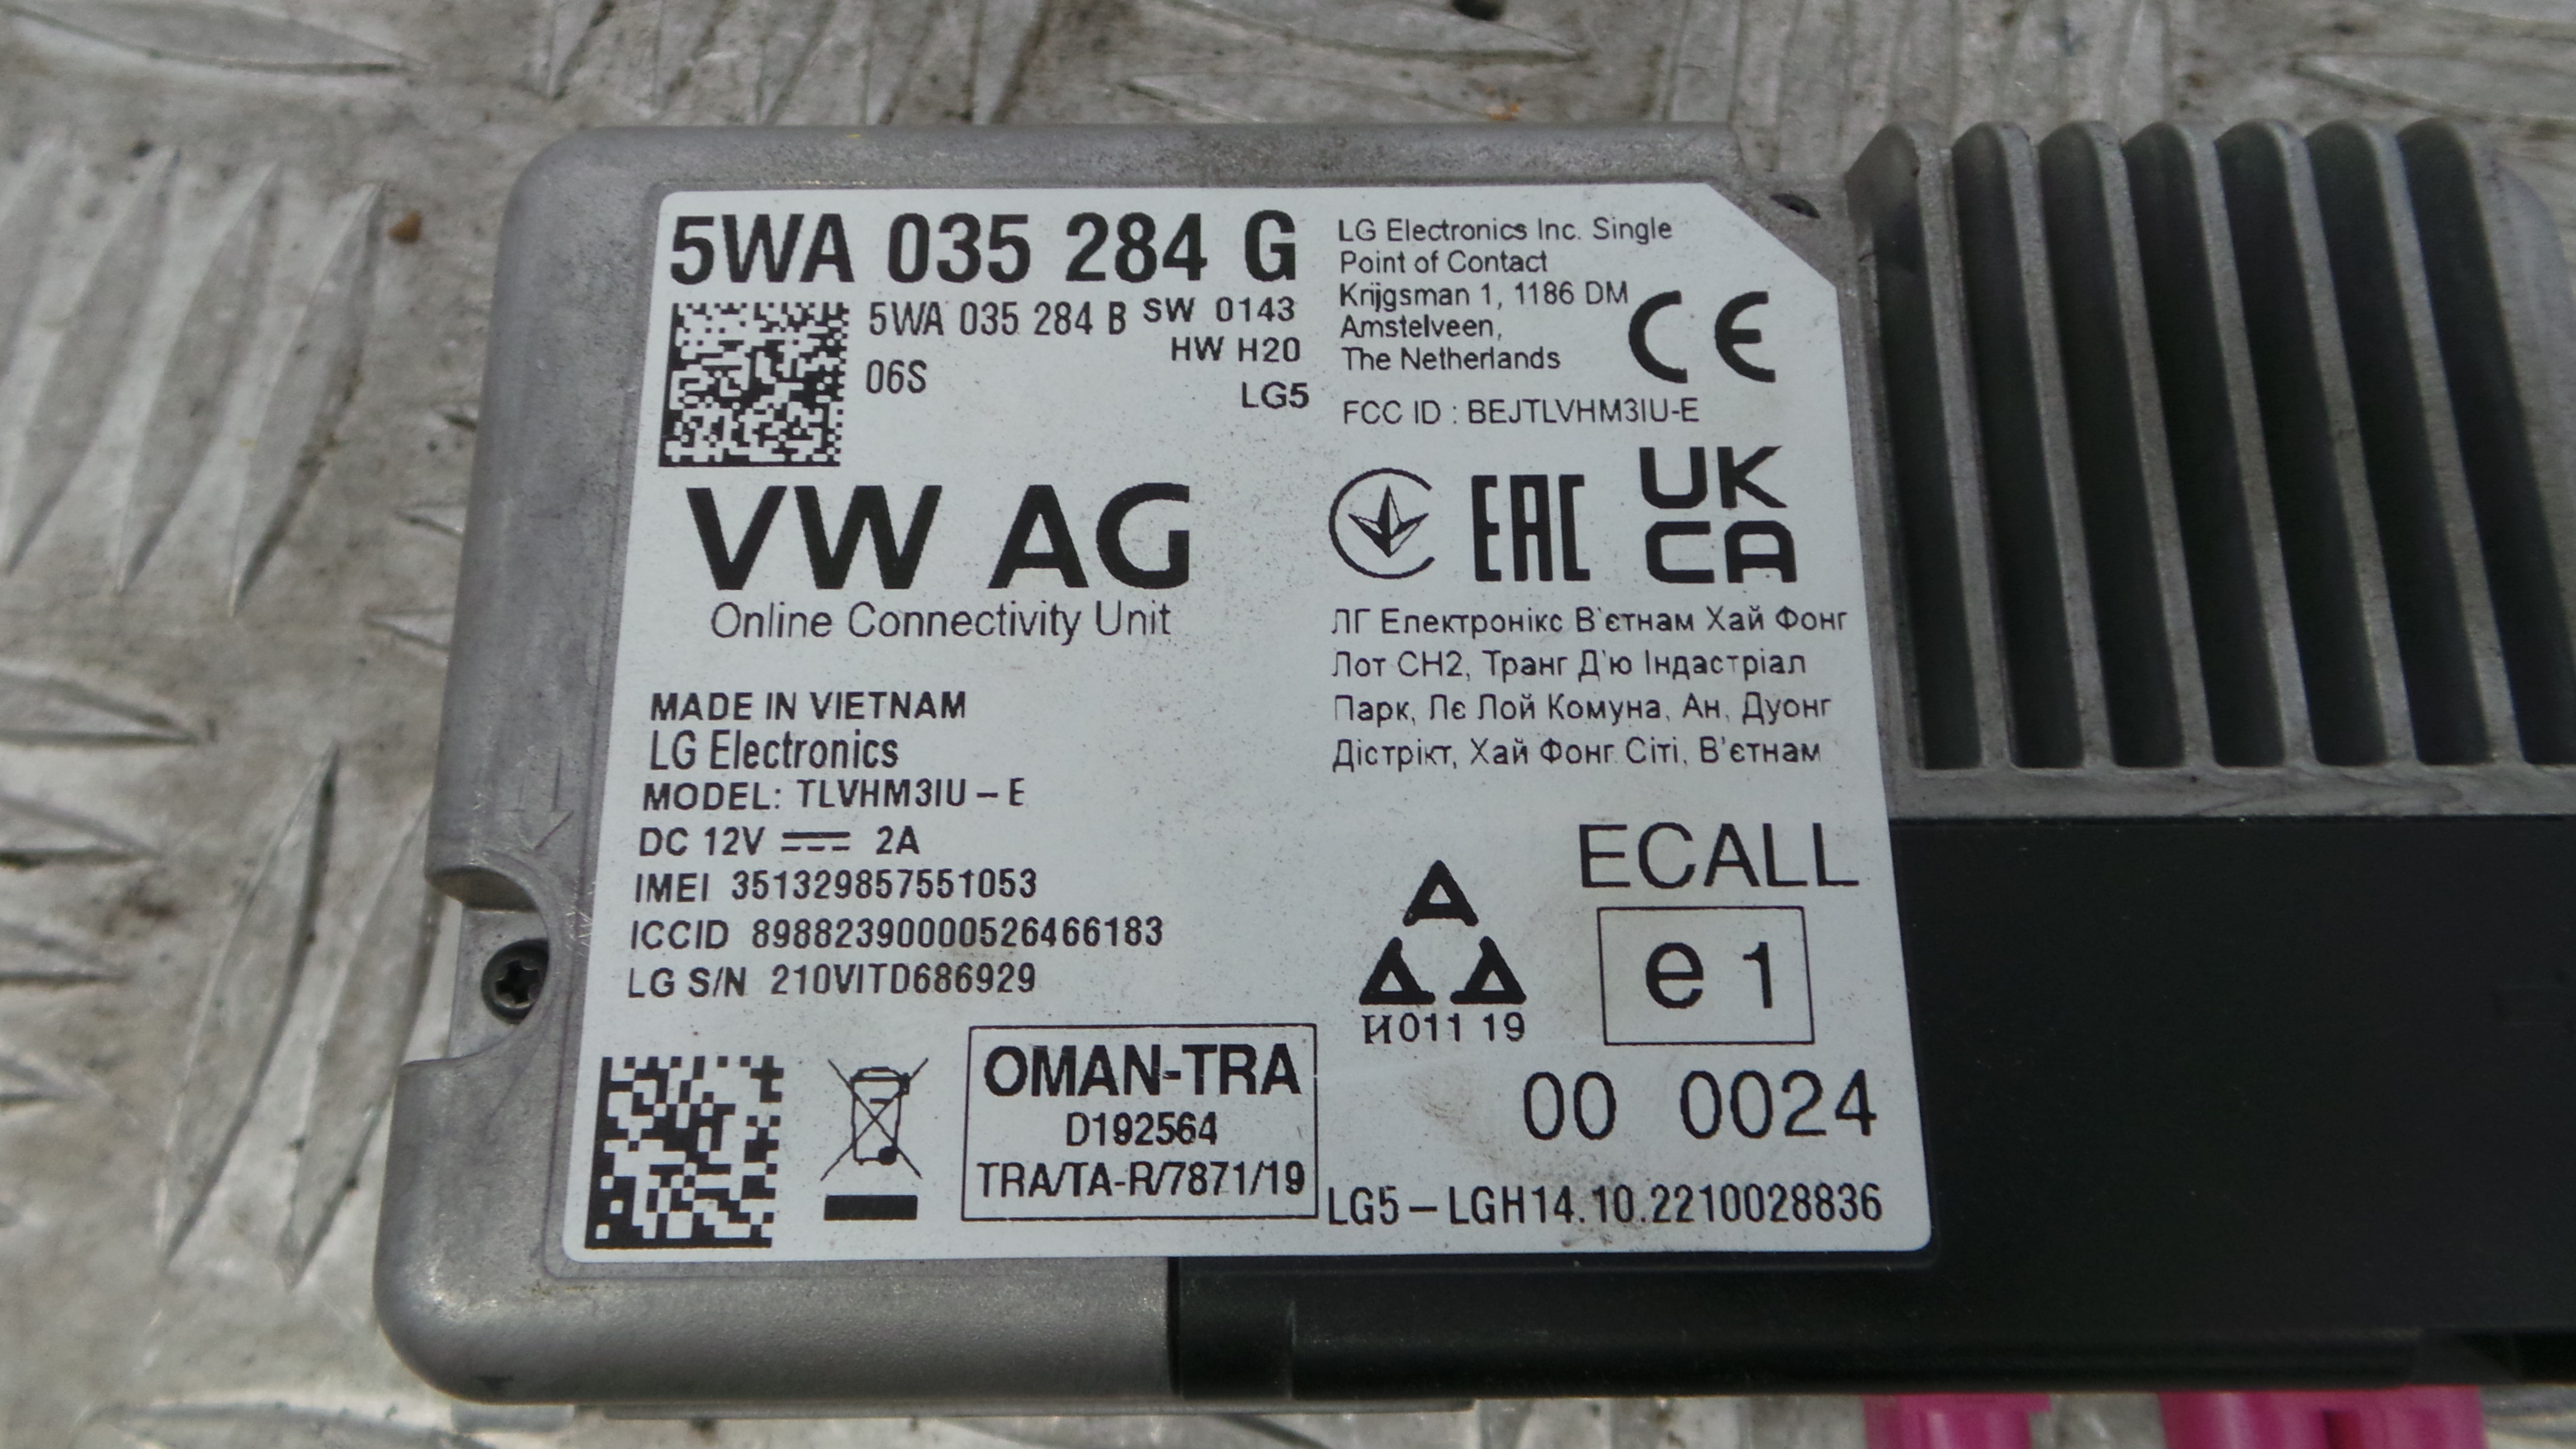 5WA 035 284 G
5WA 035 284 B SW 0143
HW H20
06S
LG5
LG Electronics Inc. Single
Point of Contact
Krijgsman 1, 1186 DM
Amstelveen,
The Netherlands
CE
FCC ID : BEJTLVHM3IU-E
EAC
UK
CA
VW AG
Online Connectivity Unit
ЛГ Електронікс В'єтнам Хай Фонг
Лот СН2, Транг Д'ю Індастріал
Парк, Лє Лой Комуна, Ан, Дуонг
Дістрікт, Хай Фонг Сіті, В'єтнам
MADE IN VIETNAM
LG Electronics
MODEL: TLVHM3IU – E
DC 12V ⎓ 2A
IMEI 351329857551053
ICCID 89882390000526466183
LG S/N 210VITD686929
ECALL
e1
И011 19
00 0024
OMAN-TRA
D192564
TRA/TA-R/7871/19
LG5 – LGH14.10.2210028836